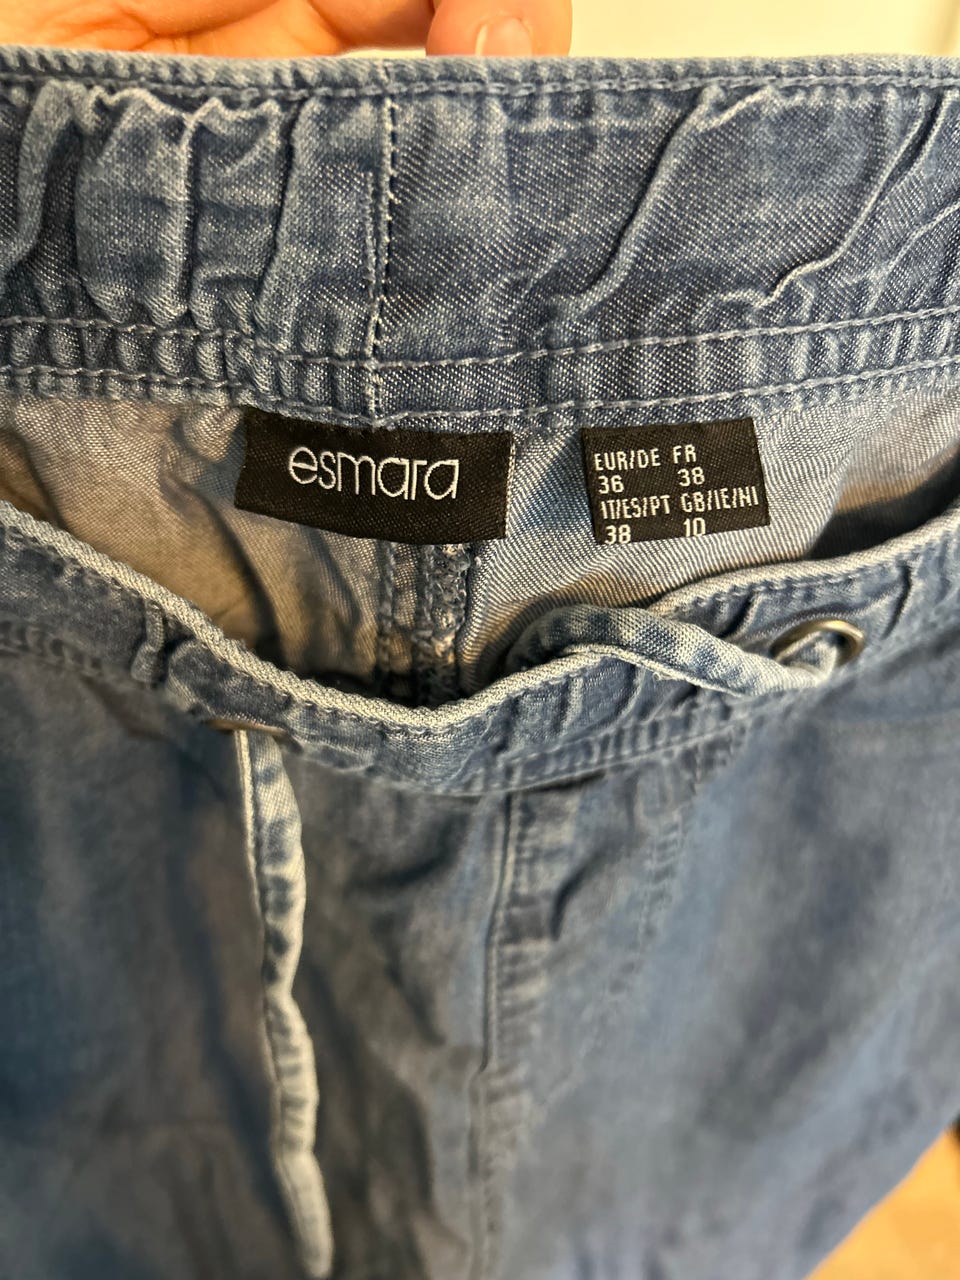 esmara
EUR/DE FR
36 38
IT/ES/PT GB/IE/NI
38 10